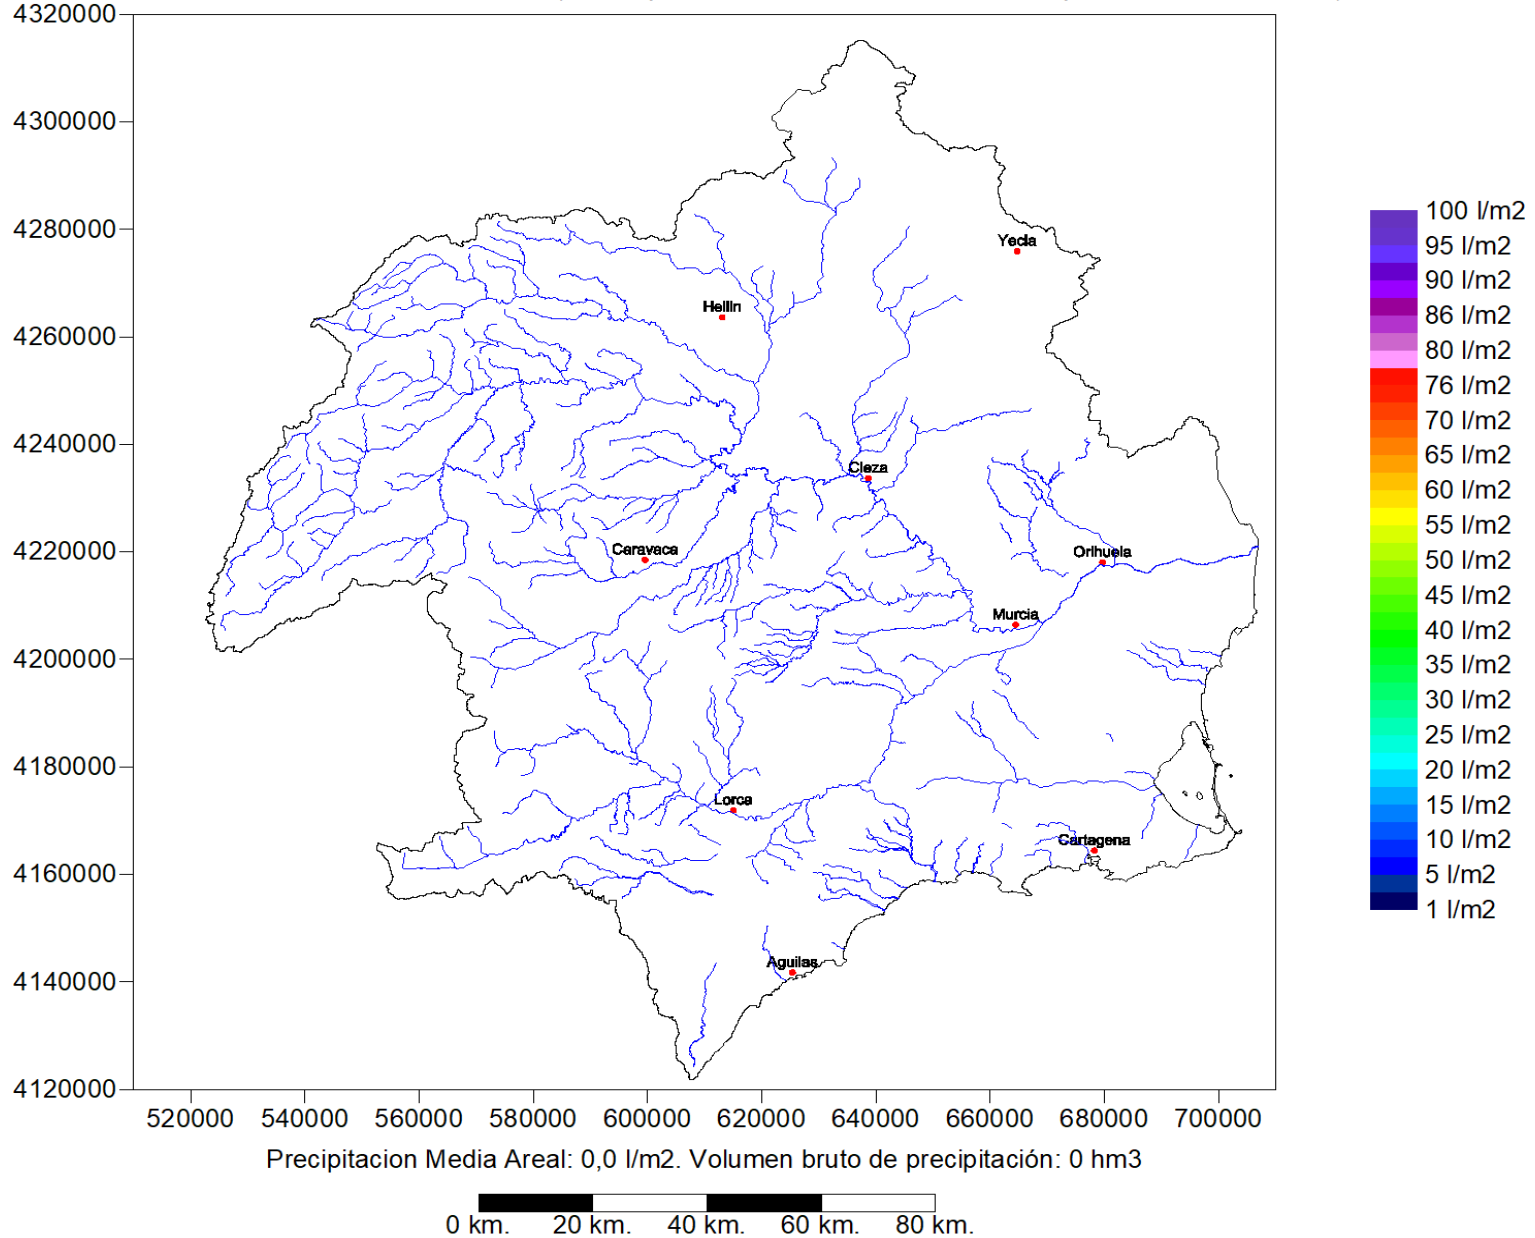 4320000
4300000
4280000
4260000
4240000
4220000
4200000
4180000
4160000
4140000
4120000
520000 540000 560000 580000 600000 620000 640000 660000 680000 700000
Yecla
Hellin
Cieza
Caravaca
Orihuela
Murcia
Lorca
Cartagena
Aguilas
100 l/m2
95 l/m2
90 l/m2
86 l/m2
80 l/m2
76 l/m2
70 l/m2
65 l/m2
60 l/m2
55 l/m2
50 l/m2
45 l/m2
40 l/m2
35 l/m2
30 l/m2
25 l/m2
20 l/m2
15 l/m2
10 l/m2
5 l/m2
1 l/m2
Precipitacion Media Areal: 0,0 l/m2. Volumen bruto de precipitación: 0 hm3
0 km. 20 km. 40 km. 60 km. 80 km.